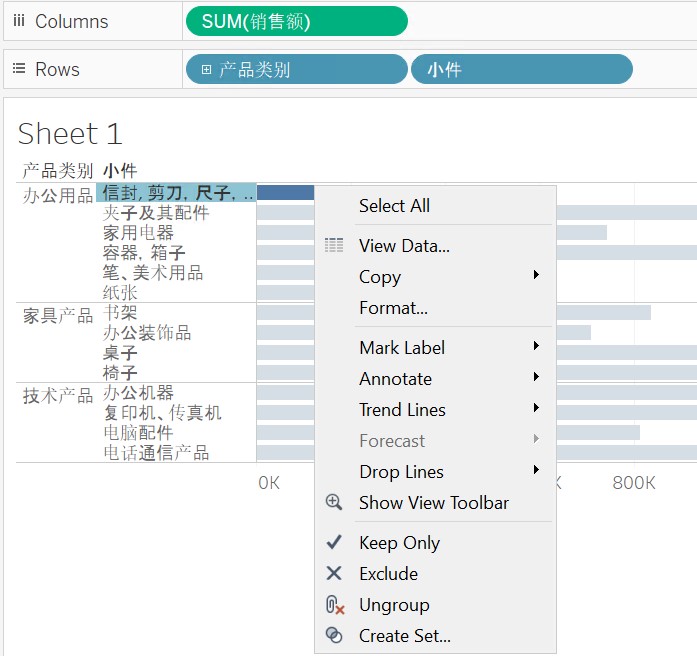 Columns SUM(销售额)
Rows 产品类别 小件
Sheet 1
产品类别 小件
办公用品 信封, 剪刀, 尺子, ..
夹子及其配件
家用电器
容器, 箱子
笔、美术用品
纸张
家具产品 书架
办公装饰品
桌子
椅子
技术产品 办公机器
复印机、传真机
电脑配件
电话通信产品
0K K 800K
Select All
View Data...
Copy
Format...
Mark Label
Annotate
Trend Lines
Forecast
Drop Lines
Show View Toolbar
Keep Only
Exclude
Ungroup
Create Set...